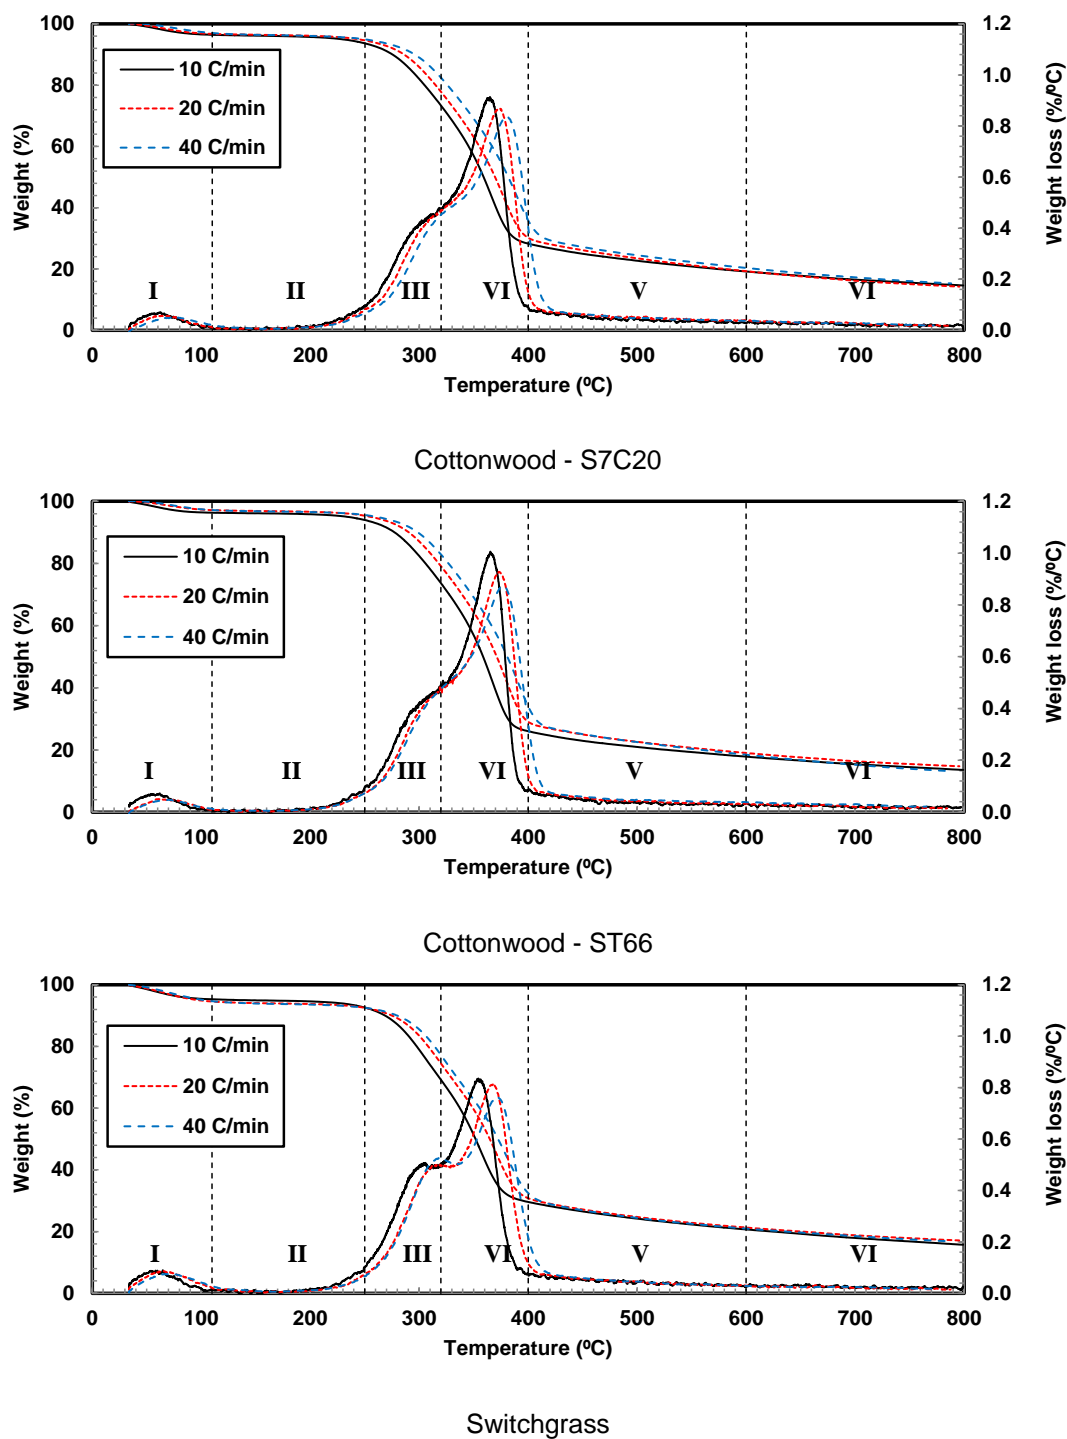 100
80
60
40
20
0
Weight (%)
1.2
1.0
0.8
0.6
0.4
0.2
0.0
Weight loss (%/ºC)
10 C/min
20 C/min
40 C/min
I II III VI V VI
0 100 200 300 400 500 600 700 800
Temperature (ºC)
Cottonwood - S7C20
100
80
60
40
20
0
Weight (%)
1.2
1.0
0.8
0.6
0.4
0.2
0.0
Weight loss (%/ºC)
10 C/min
20 C/min
40 C/min
I II III VI V VI
0 100 200 300 400 500 600 700 800
Temperature (ºC)
Cottonwood - ST66
100
80
60
40
20
0
Weight (%)
1.2
1.0
0.8
0.6
0.4
0.2
0.0
Weight loss (%/ºC)
10 C/min
20 C/min
40 C/min
I II III VI V VI
0 100 200 300 400 500 600 700 800
Temperature (ºC)
Switchgrass